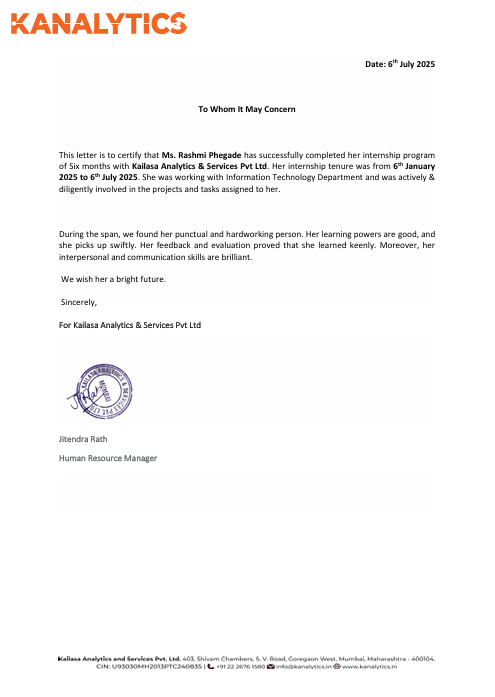 KANALYTICS
Date: 6th July 2025
To Whom It May Concern
This letter is to certify that Ms. Rashmi Phegade has successfully completed her internship program
of Six months with Kailasa Analytics & Services Pvt Ltd. Her internship tenure was from 6th January
2025 to 6th July 2025. She was working with Information Technology Department and was actively &
diligently involved in the projects and tasks assigned to her.
During the span, we found her punctual and hardworking person. Her learning powers are good, and
she picks up swiftly. Her feedback and evaluation proved that she learned keenly. Moreover, her
interpersonal and communication skills are brilliant.
We wish her a bright future.
Sincerely,
For Kailasa Analytics & Services Pvt Ltd
KAILASA ANALYTICS & SERVICES PVT LTD
MUMBAI
Jitendra Rath
Human Resource Manager
Kailasa Analytics and Services Pvt. Ltd. 403, Shivam Chambers, S. V. Road, Goregaon West, Mumbai, Maharashtra - 400104.
CIN: U93030MH2013PTC240835 | +91 22 2676 1580 info@kanalytics.in www.kanalytics.in